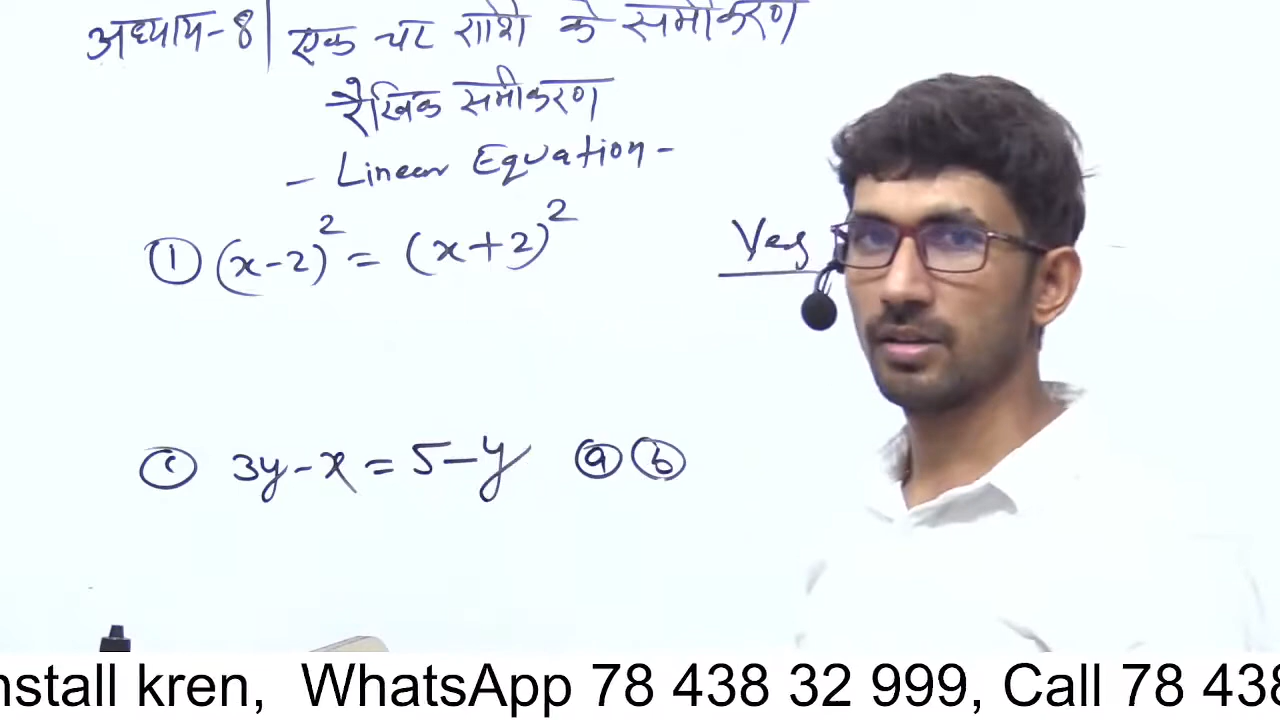 अध्याय-8| एक चर राशि के समीकरण
रैखिक समीकरण
- Linear Equation -
① (x-2)² = (x+2)²
Yes
3y-x = 5-y ⓐ ⓑ
nstall kren, WhatsApp 78 438 32 999, Call 78 438